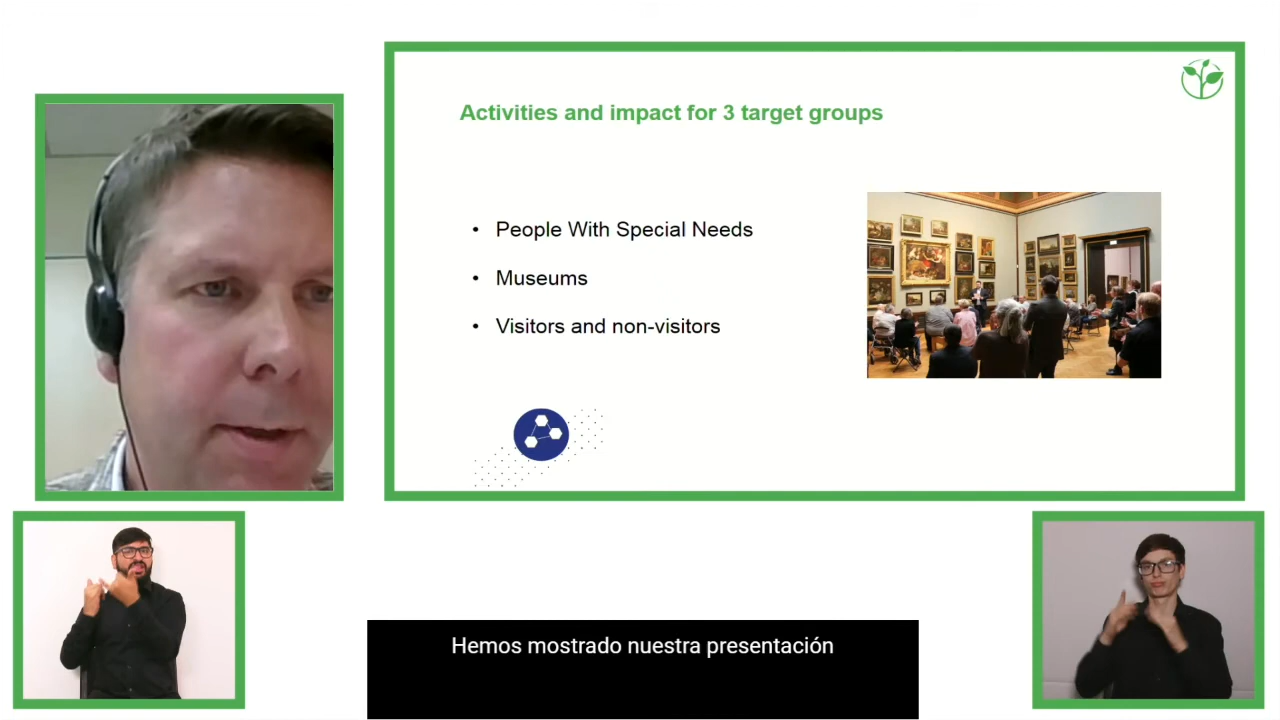 Activities and impact for 3 target groups
• People With Special Needs
• Museums
• Visitors and non-visitors
Hemos mostrado nuestra presentación